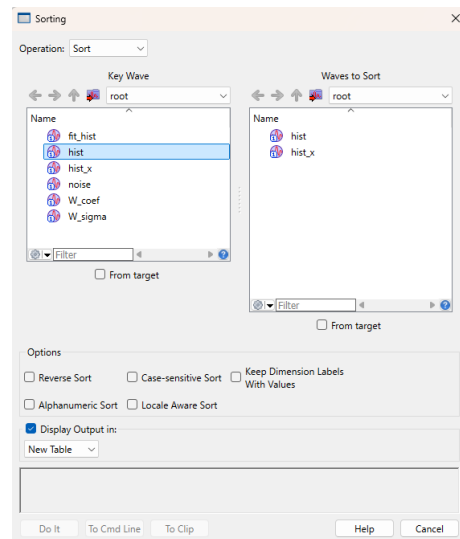 Sorting
Operation: Sort
Key Wave
root
Name
fit_hist
hist
hist_x
noise
W_coef
W_sigma
Filter
From target
Waves to Sort
root
Name
hist
hist_x
Filter
From target
Options
Reverse Sort Case-sensitive Sort Keep Dimension Labels
With Values
Alphanumeric Sort Locale Aware Sort
Display Output in:
New Table
Do It To Cmd Line To Clip Help Cancel